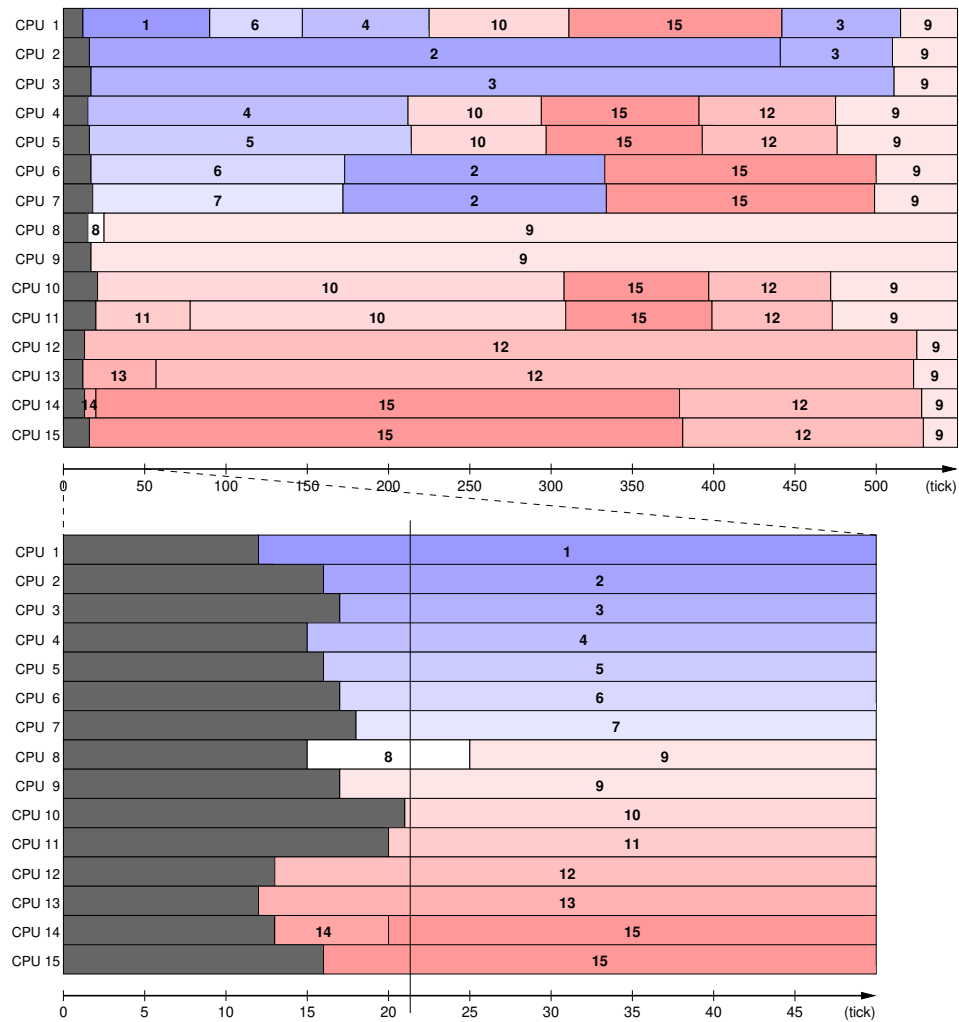 CPU 1 1 6 4 10 15 3 9
CPU 2 2 3 9
CPU 3 3 9
CPU 4 4 10 15 12 9
CPU 5 5 10 15 12 9
CPU 6 6 2 15 9
CPU 7 7 2 15 9
CPU 8 8 9
CPU 9 9
CPU 10 10 15 12 9
CPU 11 11 10 15 12 9
CPU 12 12 9
CPU 13 13 12 9
CPU 14 14 15 12 9
CPU 15 15 12 9
0 50 100 150 200 250 300 350 400 450 500 (tick)
CPU 1 1
CPU 2 2
CPU 3 3
CPU 4 4
CPU 5 5
CPU 6 6
CPU 7 7
CPU 8 8 9
CPU 9 9
CPU 10 10
CPU 11 11
CPU 12 12
CPU 13 13
CPU 14 14 15
CPU 15 15
0 5 10 15 20 25 30 35 40 45 (tick)